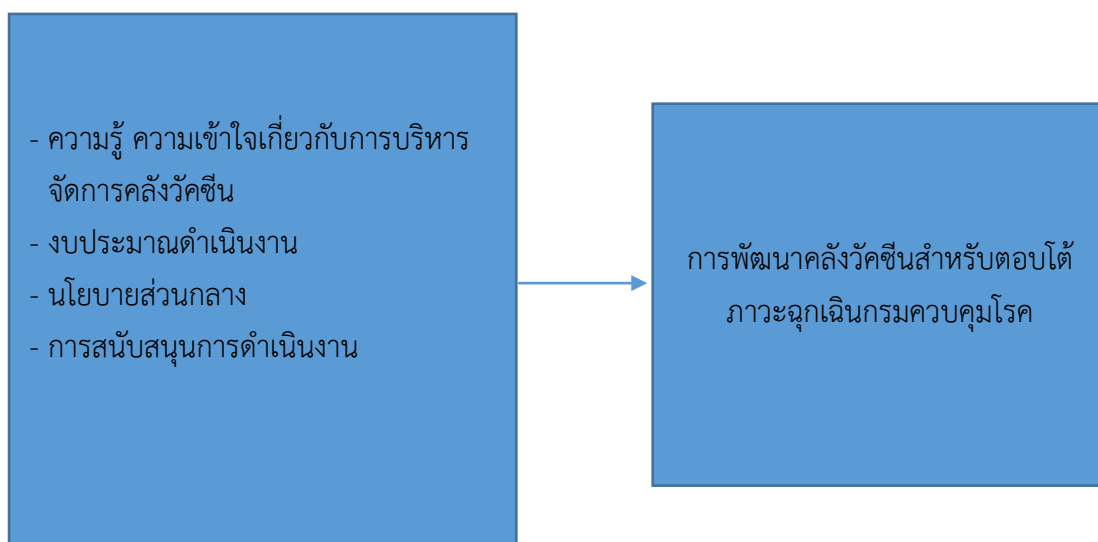 - ความรู้ ความเข้าใจเกี่ยวกับการบริหาร
จัดการคลังวัคซีน
- งบประมาณดำเนินงาน
- นโยบายส่วนกลาง
- การสนับสนุนการดำเนินงาน
การพัฒนาคลังวัคซีนสำหรับตอบโต้
ภาวะฉุกเฉินกรมควบคุมโรค